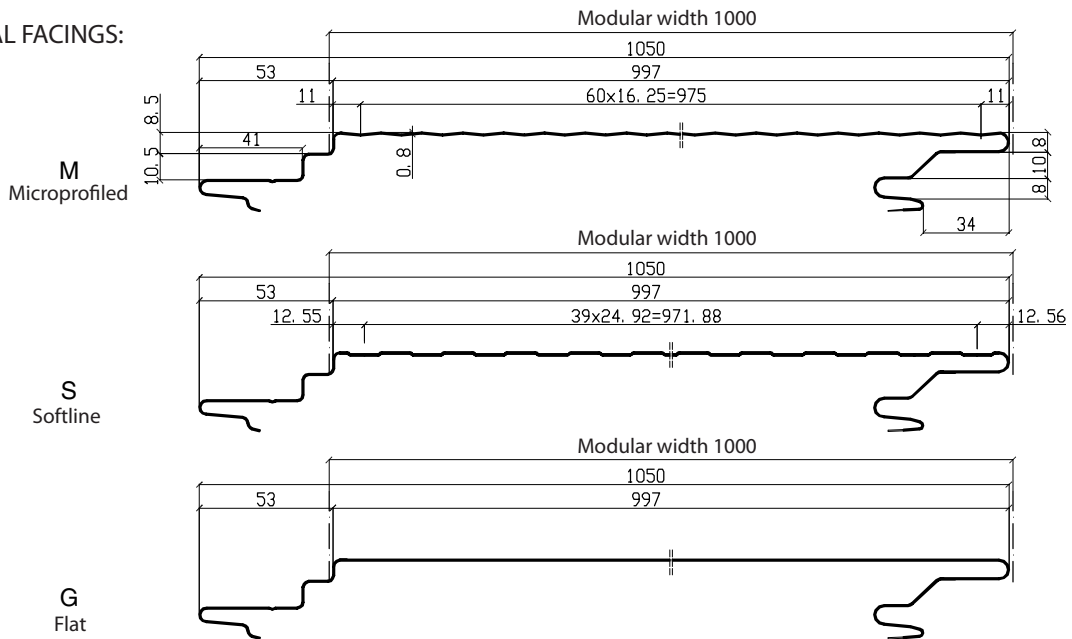 AL FACINGS:
Modular width 1000
1050
53 997
11 60x16. 25=975 11
8. 5
41
10. 5
0. 8
8
10
8
34
M
Microprofiled
Modular width 1000
1050
53 997
12. 55 39x24. 92=971. 88 12. 56
S
Softline
Modular width 1000
1050
53 997
G
Flat